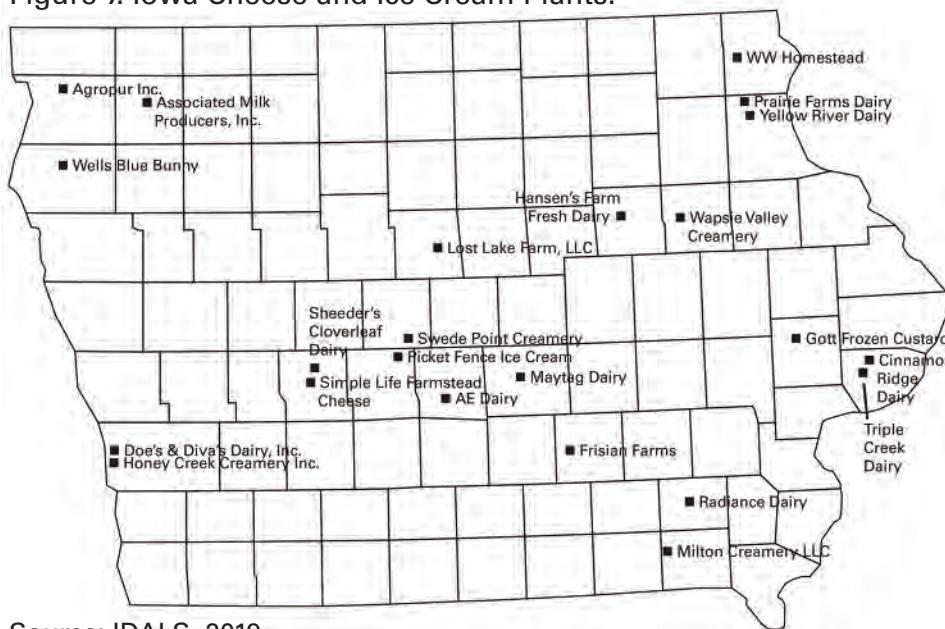 Iowa Cheese and Ice Cream Plants.
WW Homestead
Agropur Inc.
Associated Milk
Producers, Inc.
Prairie Farms Dairy
Yellow River Dairy
Wells Blue Bunny
Hansen's Farm
Fresh Dairy
Wapsie Valley
Creamery
Lost Lake Farm, LLC
Sheeder's
Cloverleaf
Dairy
Swede Point Creamery
Picket Fence Ice Cream
Simple Life Farmstead
Cheese
Maytag Dairy
AE Dairy
Gott Frozen Custard
Cinnamo
Ridge
Dairy
Triple
Creek
Dairy
Doe's & Diva's Dairy, Inc.
Honey Creek Creamery Inc.
Frisian Farms
Radiance Dairy
Milton Creamery LLC
Source: IDALS, 2019